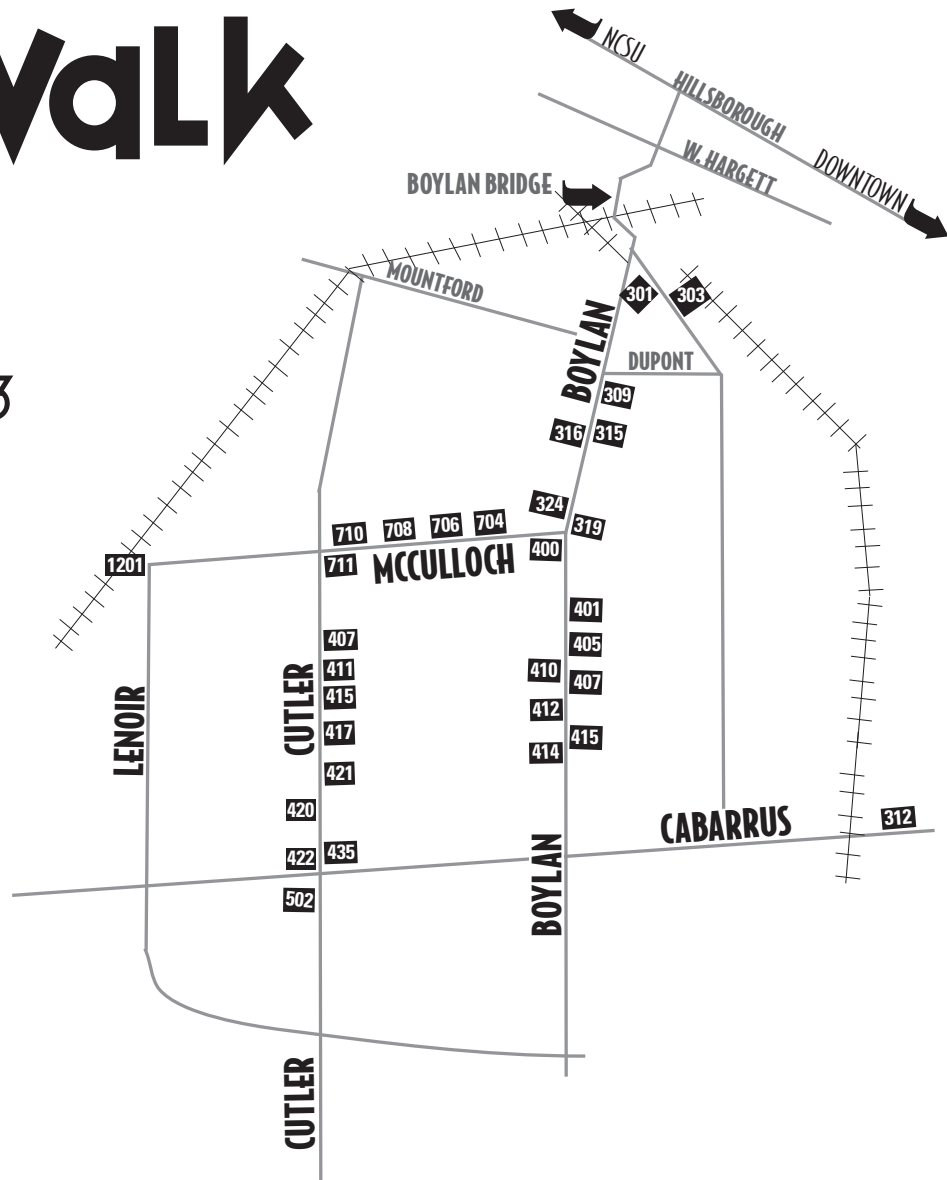 walk
3
NCSU
HILLSBOROUGH
W. HARGETT
DOWNTOWN
BOYLAN BRIDGE
MOUNTFORD
301
303
BOYLAN
DUPONT
309
316
315
324
319
710
708
706
704
400
1201
711
MCCULLOCH
401
407
405
411
410
407
415
412
417
415
414
421
LENOIR
CUTLER
420
CABARRUS
312
422
435
BOYLAN
502
CUTLER